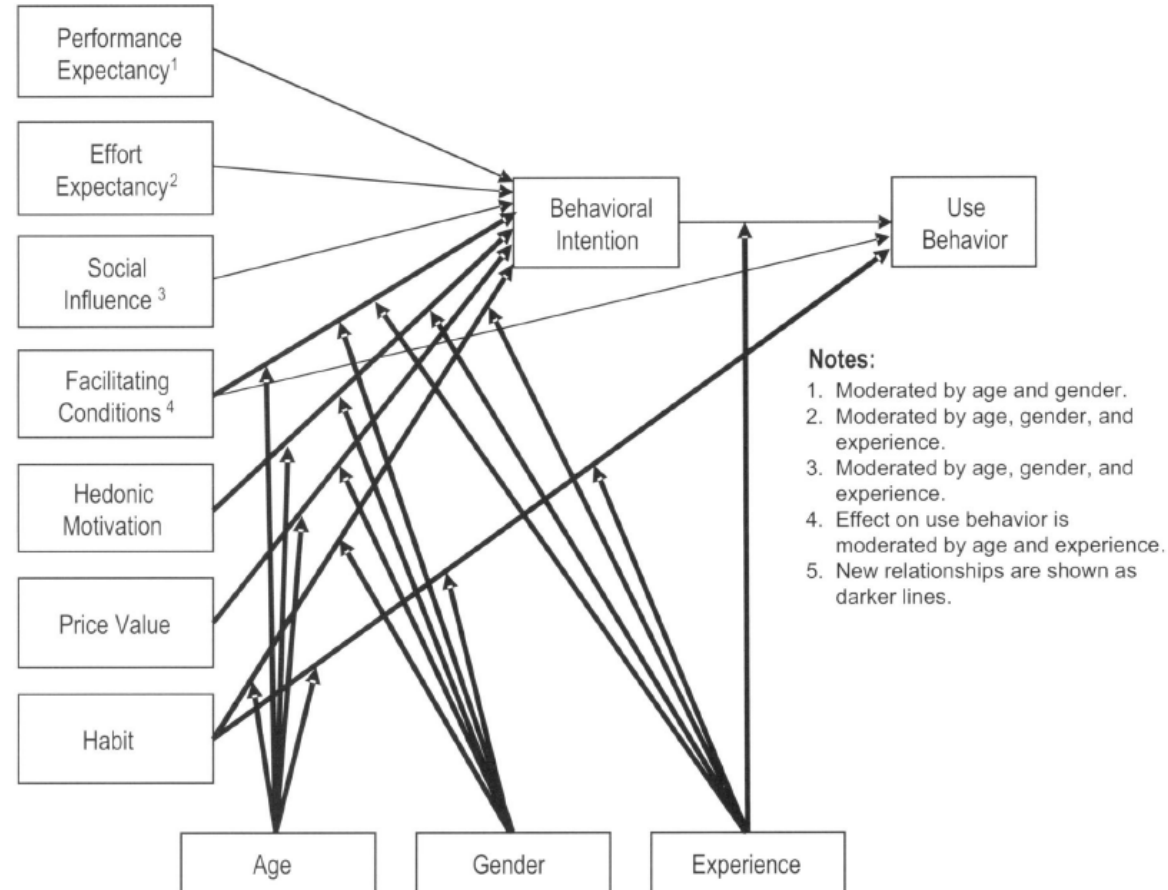 Performance
Expectancy¹
Effort
Expectancy²
Social
Influence ³
Facilitating
Conditions ⁴
Hedonic
Motivation
Price Value
Habit
Behavioral
Intention
Use
Behavior
Notes:
1. Moderated by age and gender.
2. Moderated by age, gender, and
experience.
3. Moderated by age, gender, and
experience.
4. Effect on use behavior is
moderated by age and experience.
5. New relationships are shown as
darker lines.
Age
Gender
Experience